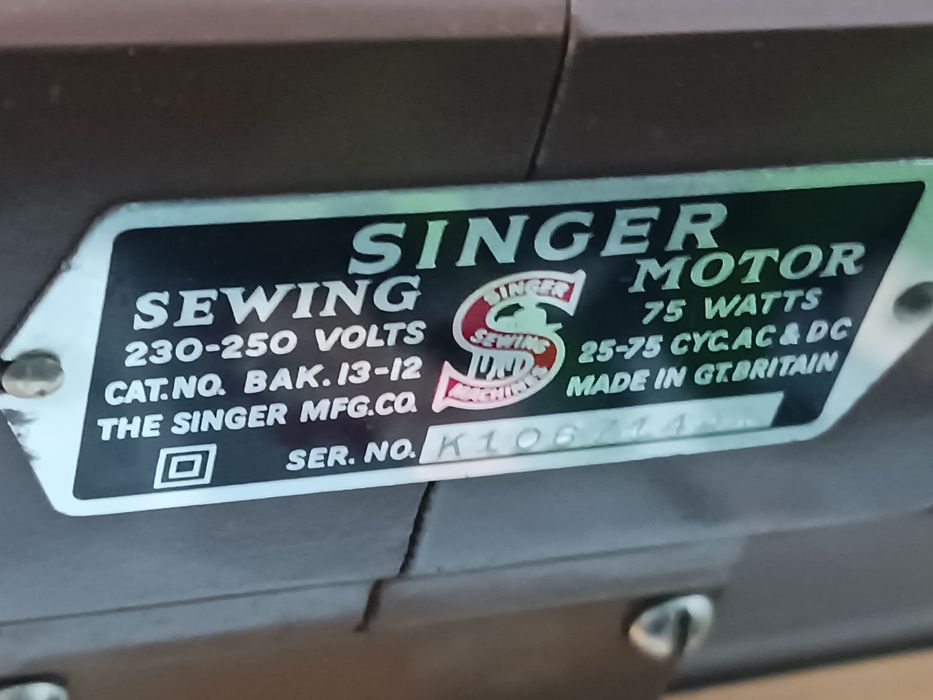 SINGER
SEWING MOTOR
230-250 VOLTS 75 WATTS
CAT.NO. BAK.13-12 25-75 CYC.AC & DC
THE SINGER MFG.CO. MADE IN GT.BRITAIN
SER. NO.
SINGER
SEWING
MACHINES